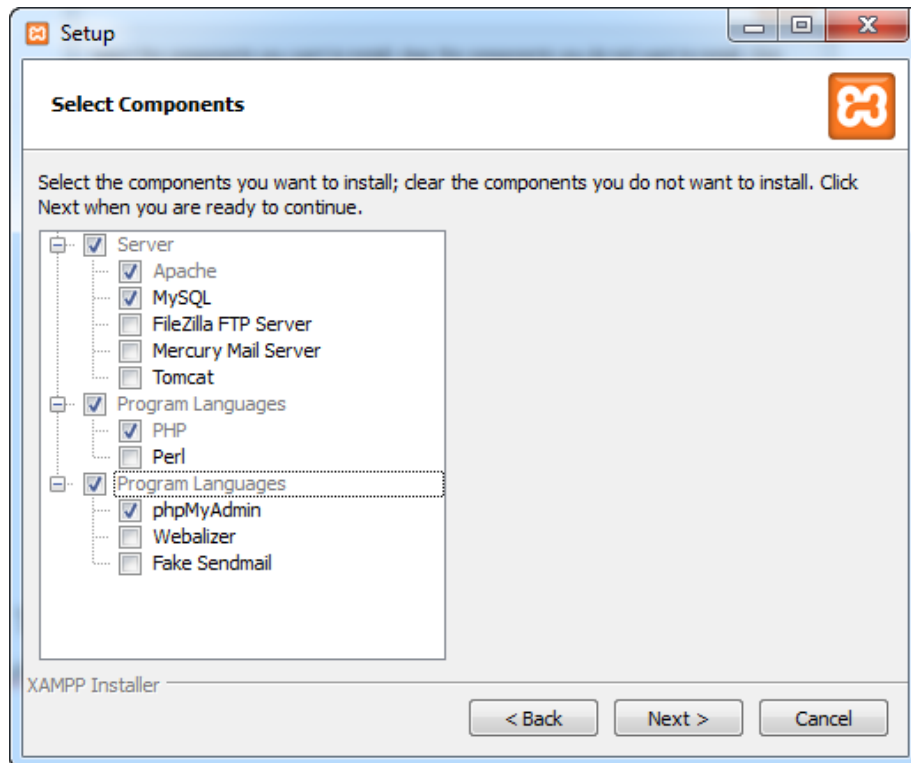 Setup
Select Components
Select the components you want to install; clear the components you do not want to install. Click
Next when you are ready to continue.
Server
Apache
MySQL
FileZilla FTP Server
Mercury Mail Server
Tomcat
Program Languages
PHP
Perl
Program Languages
phpMyAdmin
Webalizer
Fake Sendmail
XAMPP Installer
< Back
Next >
Cancel